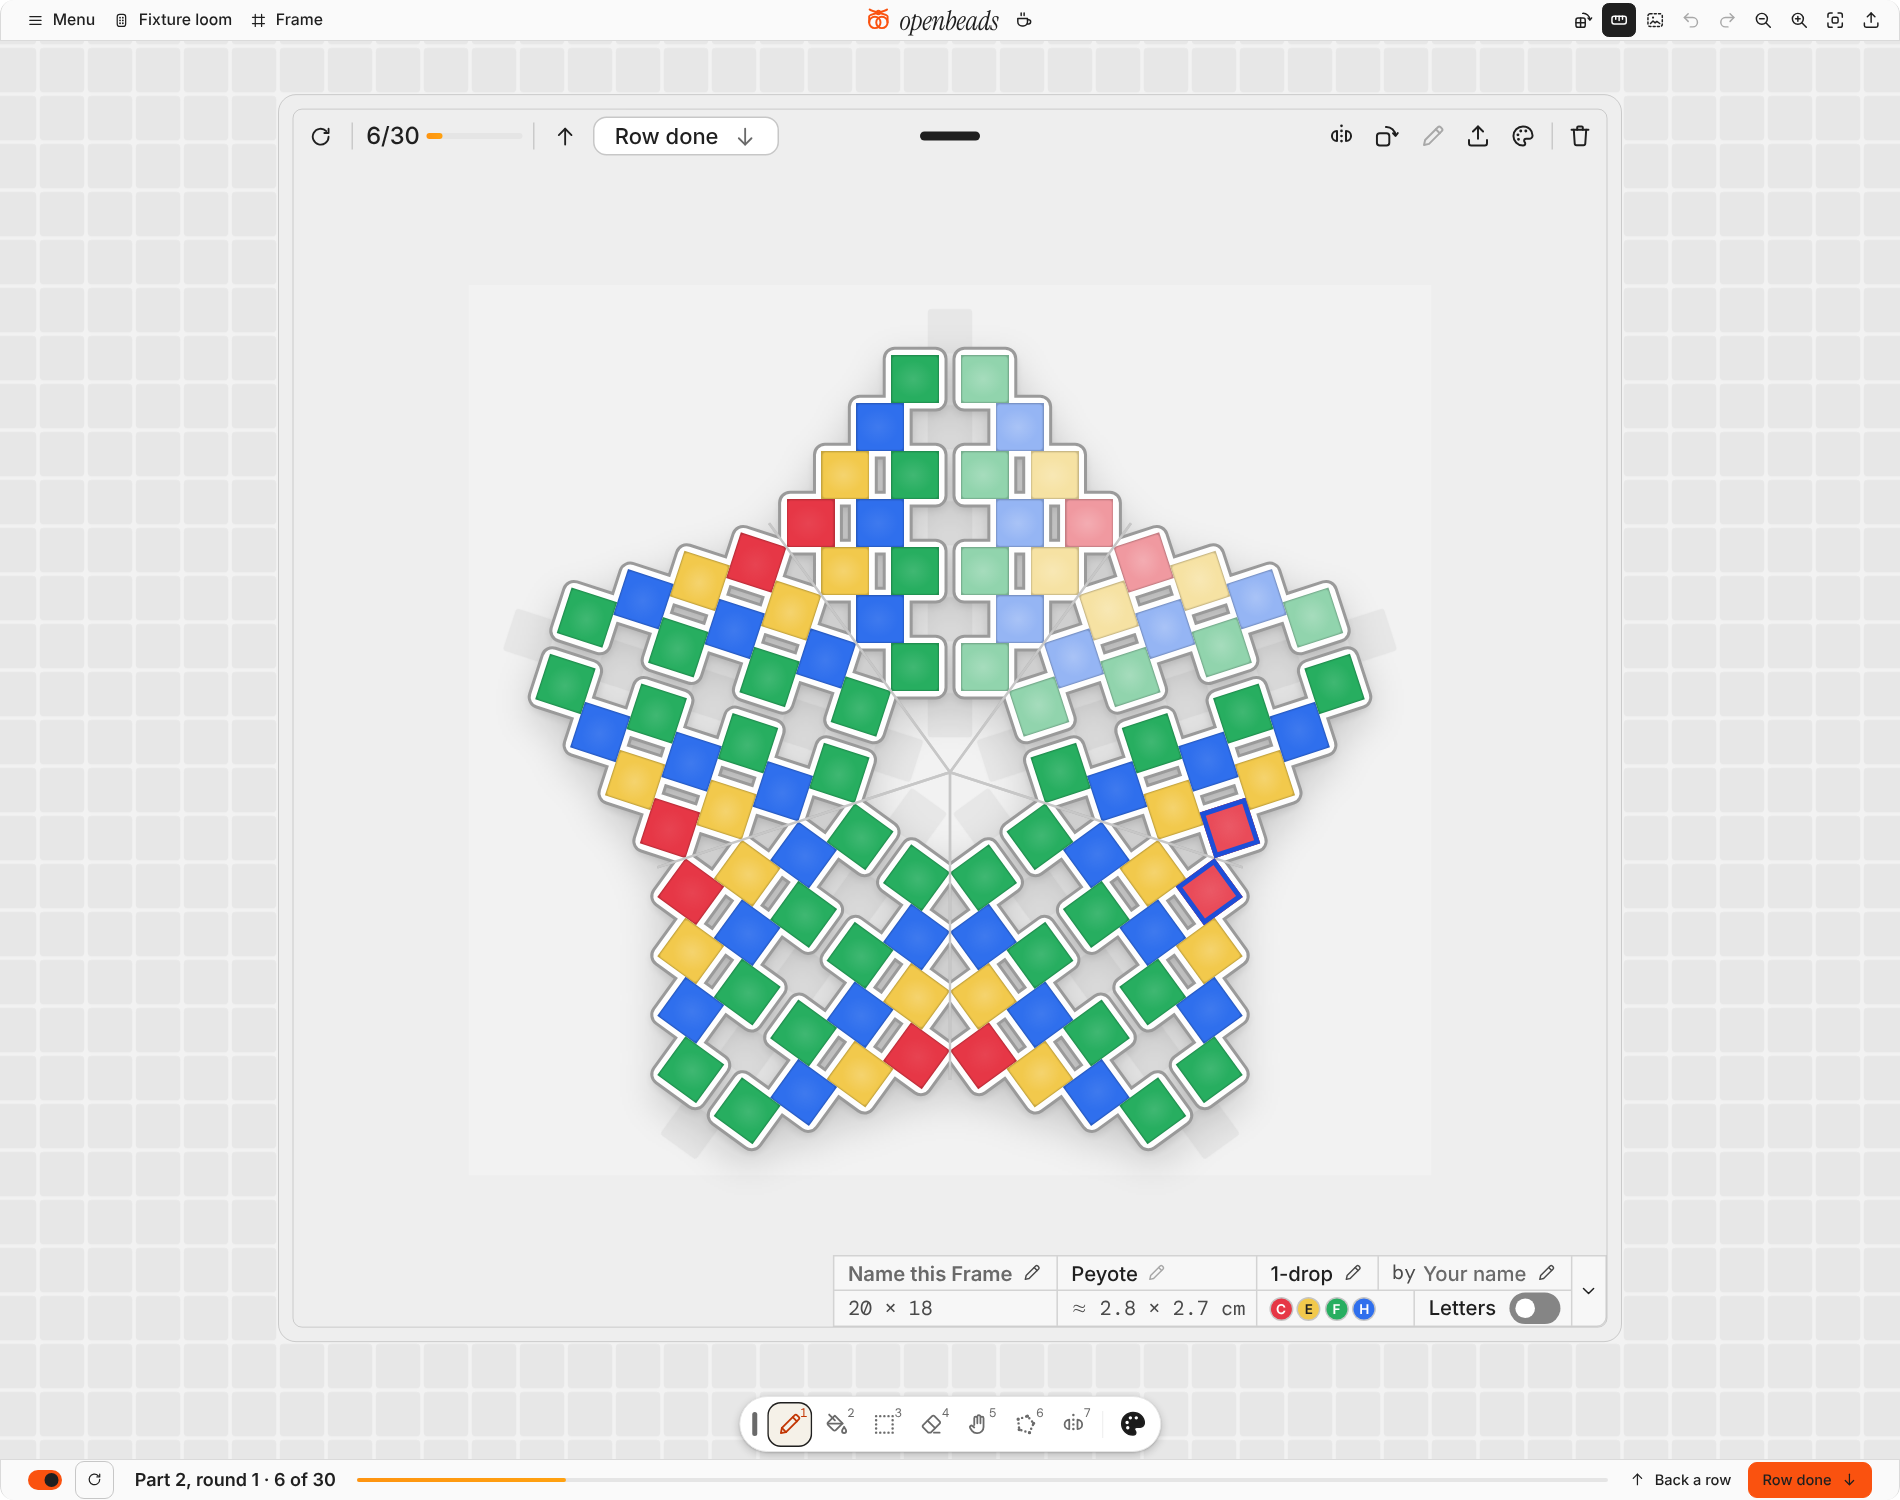 Menu Fixture loom Frame openbeads
6/30 Row done
Name this Frame Peyote 1-drop by Your name
20 × 18 ≈ 2.8 × 2.7 cm C E F H Letters
1 2 3 4 5 6 7
Part 2, round 1 · 6 of 30 Back a row Row done